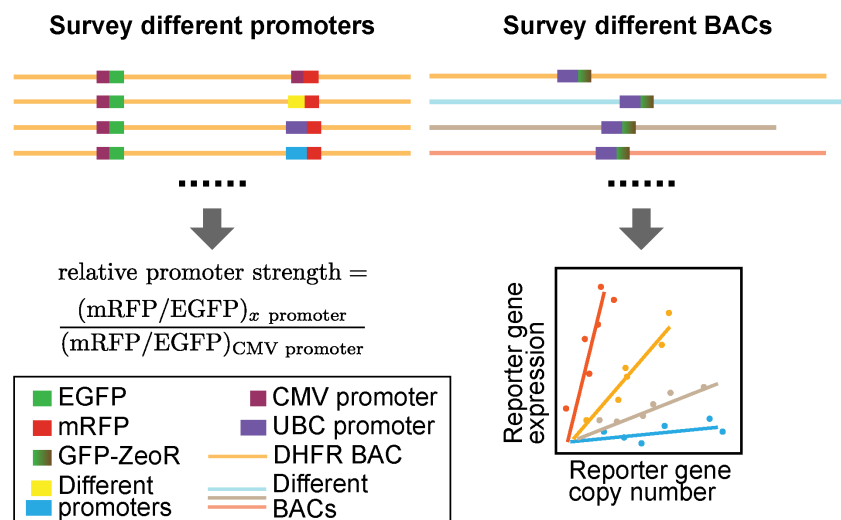 Survey different promoters
Survey different BACs
relative promoter strength =
(mRFP/EGFP)x promoter
(mRFP/EGFP)CMV promoter
EGFP
mRFP
GFP-ZeoR
Different
promoters
CMV promoter
UBC promoter
DHFR BAC
Different
BACs
Reporter gene
expression
Reporter gene
copy number